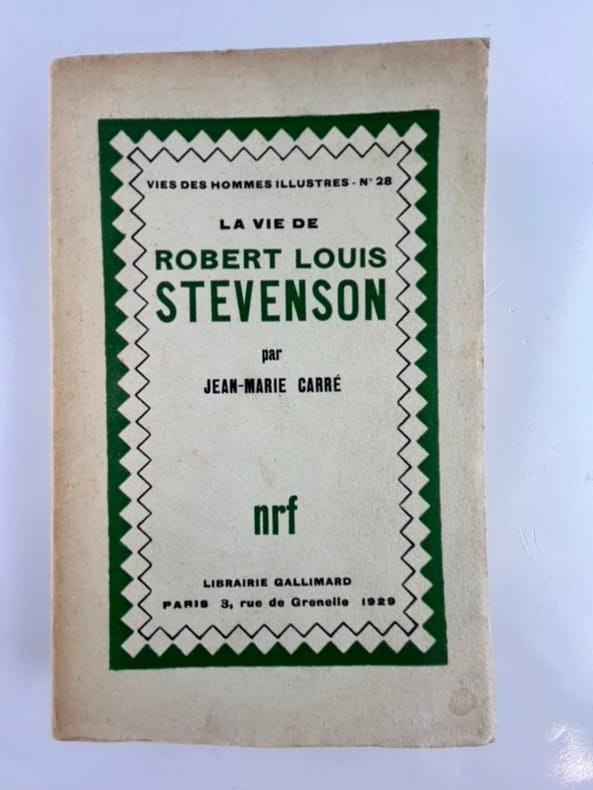 VIES DES HOMMES ILLUSTRES - N° 28
LA VIE DE
ROBERT LOUIS
STEVENSON
par
JEAN-MARIE CARRÉ
nrf
LIBRAIRIE GALLIMARD
PARIS 3, rue de Grenelle 1929